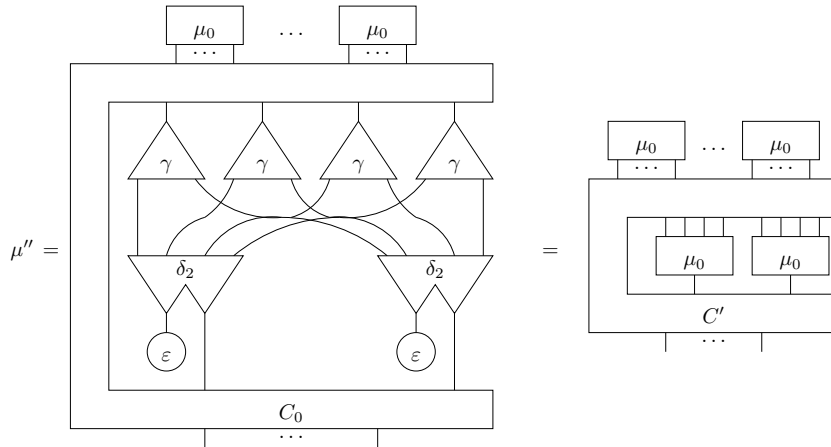 μ₀ ··· μ₀
··· ···
γ γ γ γ
μ₀ ··· μ₀
··· ···
μ″ = δ₂ δ₂ =
μ₀ μ₀
C′
···
ε ε
C₀
···